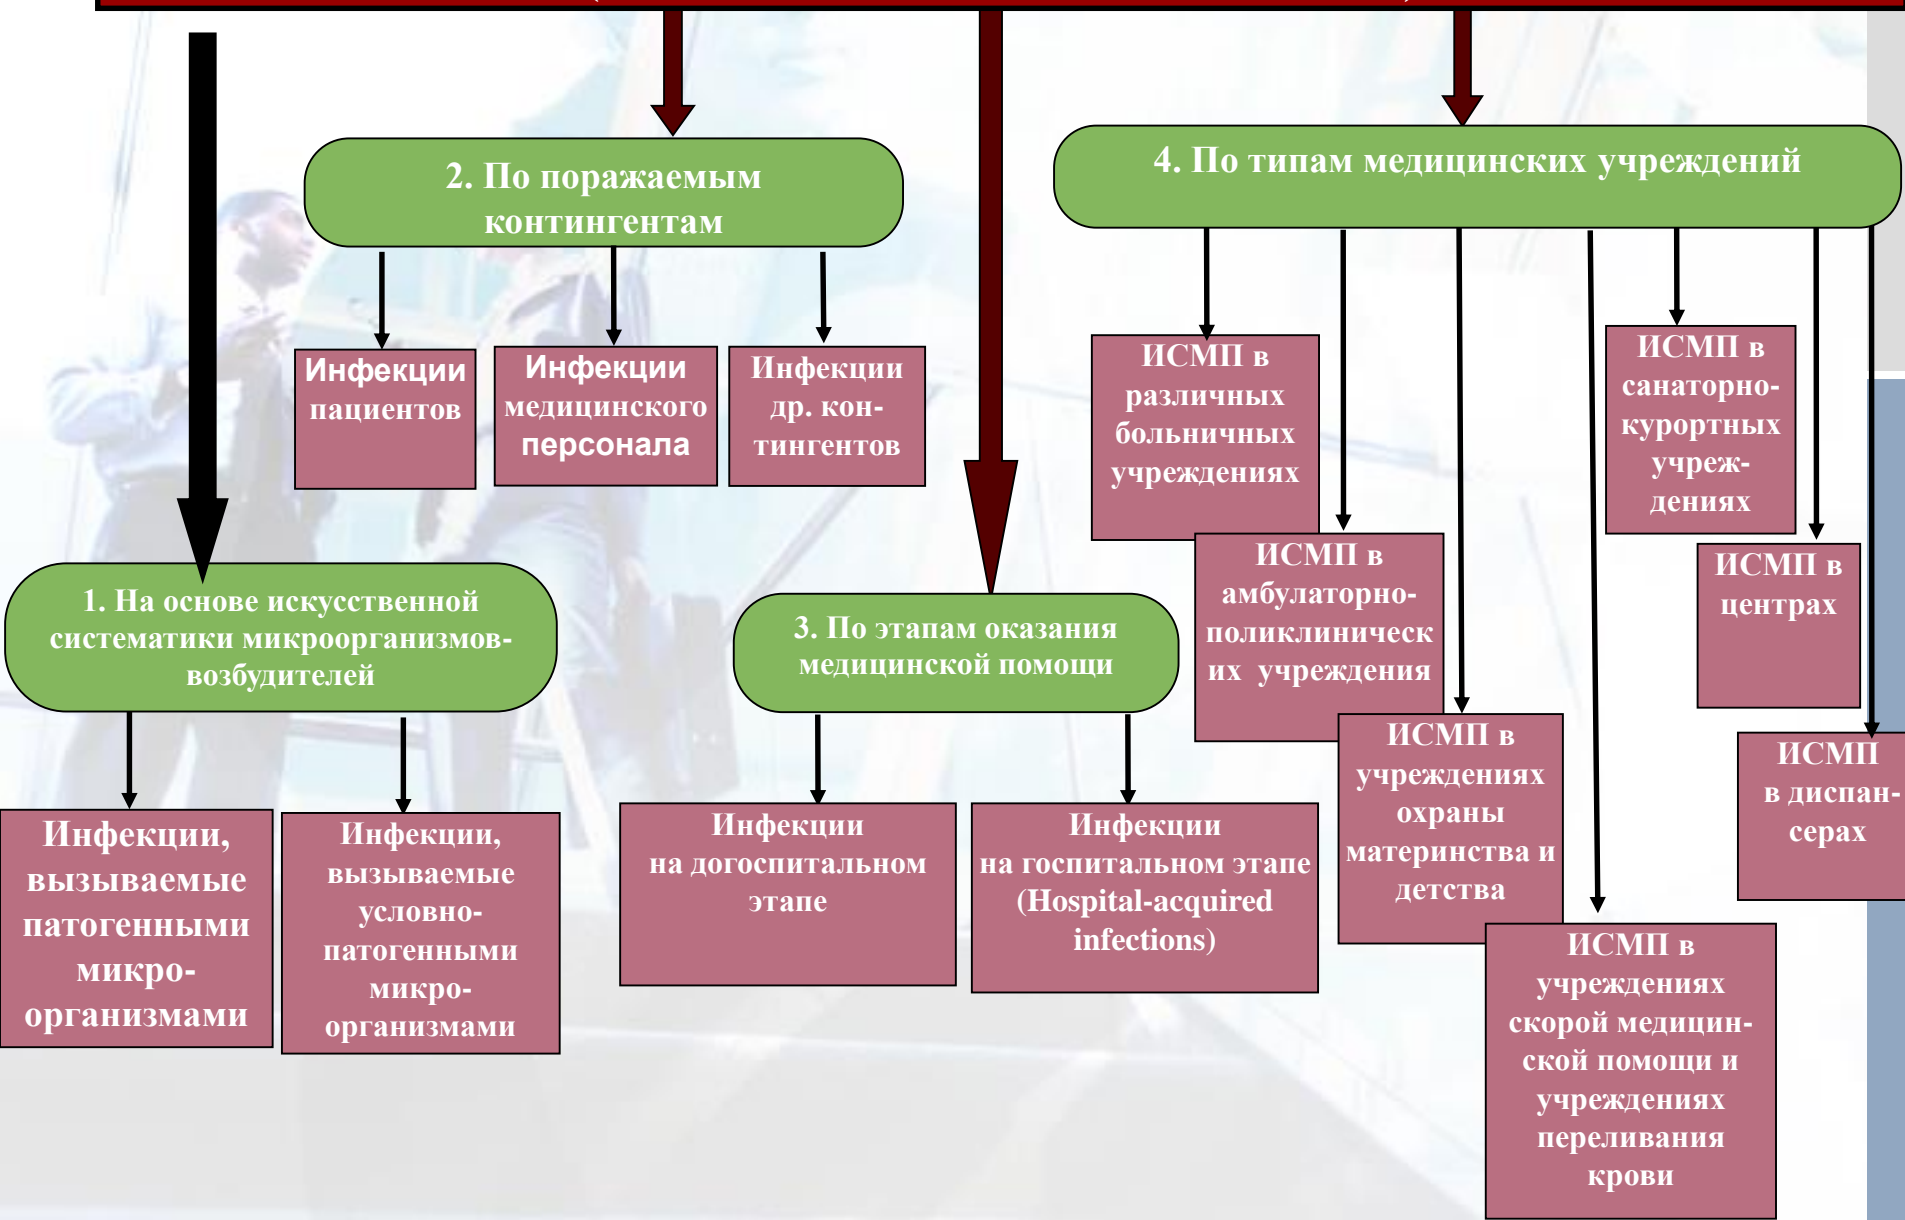 2. По поражаемым
контингентам
Инфекции
пациентов
Инфекции
медицинского
персонала
Инфекции
др. кон-
тингентов
4. По типам медицинских учреждений
ИСМП в
различных
больничных
учреждениях
ИСМП в
амбулаторно-
поликлиническ
их учреждения
ИСМП в
учреждениях
охраны
материнства и
детства
ИСМП в
учреждениях
скорой медицин-
ской помощи и
учреждениях
переливания
крови
ИСМП в
санаторно-
курортных
учреж-
дениях
ИСМП в
центрах
ИСМП
в диспан-
серах
1. На основе искусственной
систематики микроорганизмов-
возбудителей
Инфекции,
вызываемые
патогенными
микро-
организмами
Инфекции,
вызываемые
условно-
патогенными
микро-
организмами
3. По этапам оказания
медицинской помощи
Инфекции
на догоспитальном
этапе
Инфекции
на госпитальном этапе
(Hospital-acquired
infections)